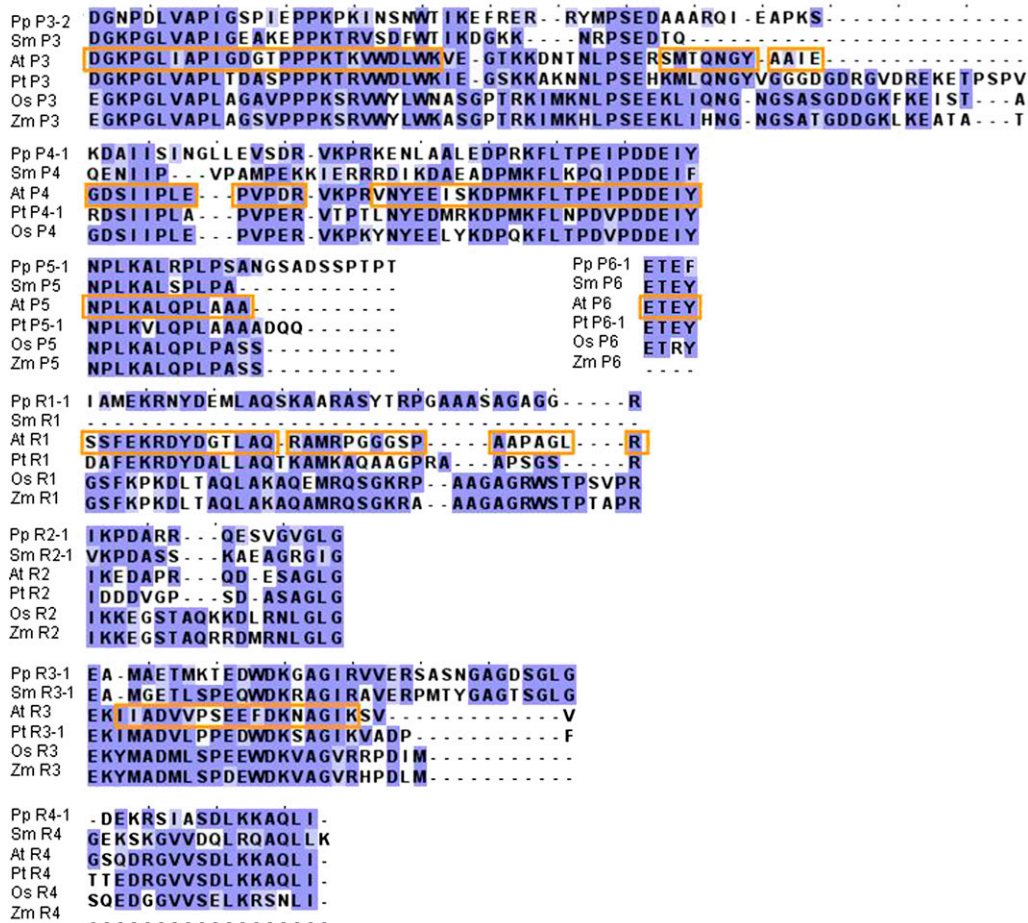 Pp P3-2 DGNPDLVAPIGSPIEPPKPKINSNWTIKEFRER--RYMPSEDAAARQI-EAPKS---------------
Sm P3 DGKPGLVAPIGEAKEPPKTRVSDFWTIKDGKK---NRPSEDTQ-------------------------
At P3 DGKPGLIAPIGDGTPPPKTKVWDLWKVE-GTKKDNTNLPSERSMTQNGY-AAIE---------------
Pt P3 DGKPGLVAPLTDASPPPKTRVWDLWKIE-GSKKAKNNLPSEHKMLQNGYVGGGDGDRGVDREKETPSPV
Os P3 EGKPGLVAPLAGAVPPPKSRVWYLWNASGPTRKIMKNLPSEEKLIQNG-NGSASGDDGKFKEIST---A
Zm P3 EGKPGLVAPLAGSVPPPKSRVWYLWKASGPTRKIMKHLPSEEKLIHNG-NGSATGDDGKLKEATA---T
Pp P4-1 KDAIISINGLLEVSDR-VKPRKENLAALEDPRKFLTPEIPDDEIY
Sm P4 QENIIP---VPAMPEKKIERRRDIKDAEADPMKFLKPQIPDDEIF
At P4 GDSIIPLE---PVPDR-VKPRVNYEEISKDPMKFLTPEIPDDEIY
Pt P4-1 RDSIIPLA---PVPER-VTPTLNYEDMRKDPMKFLNPDVPDDEIY
Os P4 GDSIIPLE---PVPER-VKPKYNYEELYKDPQKFLTPDVPDDEIY
Pp P5-1 NPLKALRPLPSANGSADSSPTPT
Sm P5 NPLKALSPLPA------------
At P5 NPLKALQPLAAA-----------
Pt P5-1 NPLKVLQPLAAAADQQ-------
Os P5 NPLKALQPLPASS----------
Zm P5 NPLKALQPLPASS----------
Pp P6-1 ETEF
Sm P6 ETEY
At P6 ETEY
Pt P6-1 ETEY
Os P6 ETRY
Zm P6 ----
Pp R1-1 IAMEKRNYDEMLAQSKAARASYTRPGAAASAGAGG-----R
Sm R1 -----------------------------------------
At R1 SSFEKRDYDGTLAQ-RAMRPGGGSP-----AAPAGL----R
Pt R1 DAFEKRDYDALLAQTKAMKAQAAGPRA---APSGS-----R
Os R1 GSFKPKDLTAQLAKAQEMRQSGKRP--AAGAGRWSTPSVPR
Zm R1 GSFKPKDLTAQLAKAQAMRQSGKRA--AAGAGRWSTPTAPR
Pp R2-1 IKPDARR---QESVGVGLG
Sm R2-1 VKPDASS---KAEAGRGIG
At R2 IKEDAPR---QD-ESAGLG
Pt R2 IDDDVGP---SD-ASAGLG
Os R2 IKKEGSTAQKKDLRNLGLG
Zm R2 IKKEGSTAQRRDMRNLGLG
Pp R3-1 EA-MAETMKTEDWDKGAGIRVVERSASNGAGDSGLG
Sm R3-1 EA-MGETLSPEQWDKRAGIRAVERPMTYGAGTSGLG
At R3 EKIIADVVPSEEFDKNAGIKSV-------------V
Pt R3-1 EKIMADVLPPEDWDKSAGIKVADP-----------F
Os R3 EKYMADMLSPEEWDKVAGVRRPDIM-----------
Zm R3 EKYMADMLSPDEWDKVAGVRHPDLM-----------
Pp R4-1 -DEKRSIASDLKKAQLI-
Sm R4 GEKSKGVVDQLRQAQLLK
At R4 GSQDRGVVSDLKKAQLI-
Pt R4 TTEDRGVVSDLKKAQLI-
Os R4 SQEDGGVVSELKRSNLI-
Zm R4 ------------------